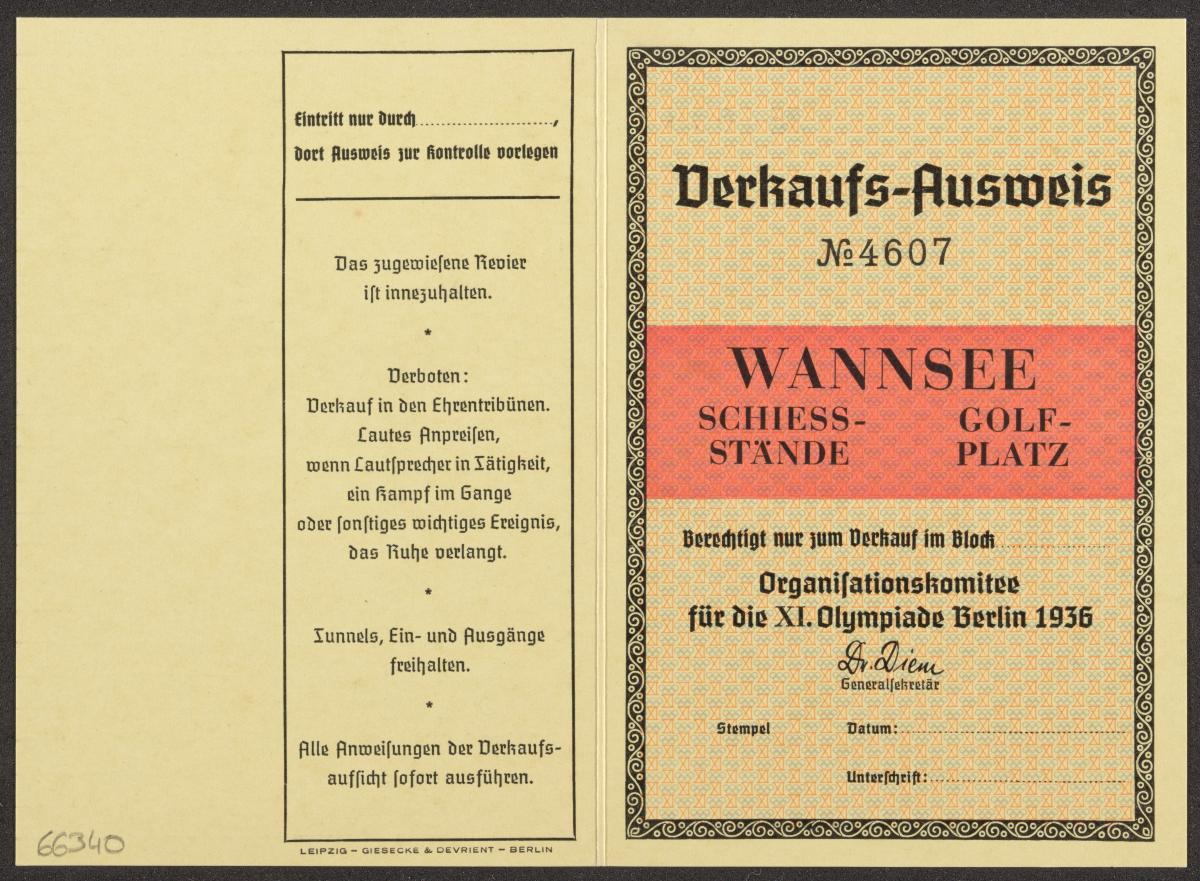 Eintritt nur durch....................,
dort Ausweis zur Kontrolle vorlegen
Das zugewieſene Revier
iſt innezuhalten.
*
Verboten:
Verkauf in den Ehrentribünen.
Lautes Anpreiſen,
wenn Lautſprecher in Tätigkeit,
ein Kampf im Gange
oder ſonſtiges wichtiges Ereignis,
das Ruhe verlangt.
*
Tunnels, Ein- und Ausgänge
freihalten.
*
Alle Anweiſungen der Verkaufs-
aufſicht ſofort ausführen.
LEIPZIG – GIESECKE & DEVRIENT – BERLIN
66340
Verkaufs-Ausweis
№ 4607
WANNSEE
SCHIESS- GOLF-
STÄNDE PLATZ
Berechtigt nur zum Verkauf im Block....................
Organiſationskomitee
für die XI. Olympiade Berlin 1936
Dr. Diem
Generalſekretär
Stempel Datum:....................
Unterſchrift:....................